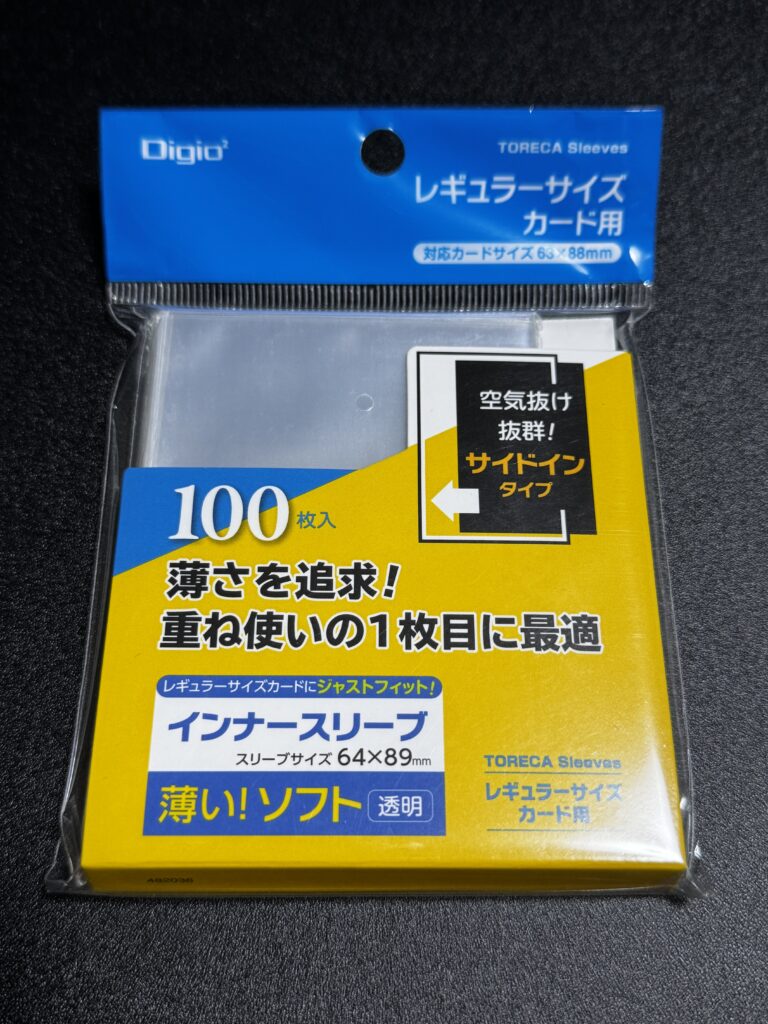 Digio²
TORECA Sleeves
レギュラーサイズ
カード用
対応カードサイズ 63×88mm
空気抜け
抜群!
サイドイン
タイプ
100枚入
薄さを追求!
重ね使いの1枚目に最適
レギュラーサイズカードにジャストフィット!
インナースリーブ
スリーブサイズ 64×89mm
薄い! ソフト 透明
TORECA Sleeves
レギュラーサイズ
カード用
482036